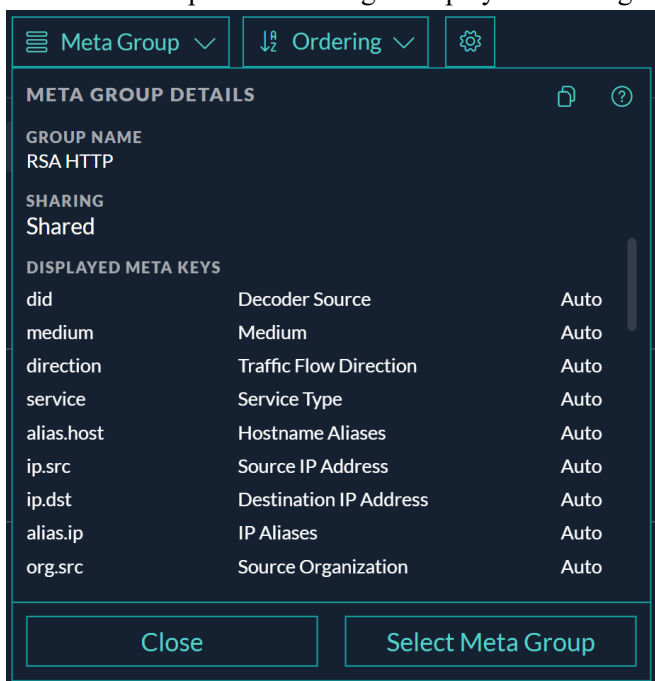 Meta Group Ordering
META GROUP DETAILS
GROUP NAME
RSA HTTP
SHARING
Shared
DISPLAYED META KEYS
did Decoder Source Auto
medium Medium Auto
direction Traffic Flow Direction Auto
service Service Type Auto
alias.host Hostname Aliases Auto
ip.src Source IP Address Auto
ip.dst Destination IP Address Auto
alias.ip IP Aliases Auto
org.src Source Organization Auto
Close Select Meta Group